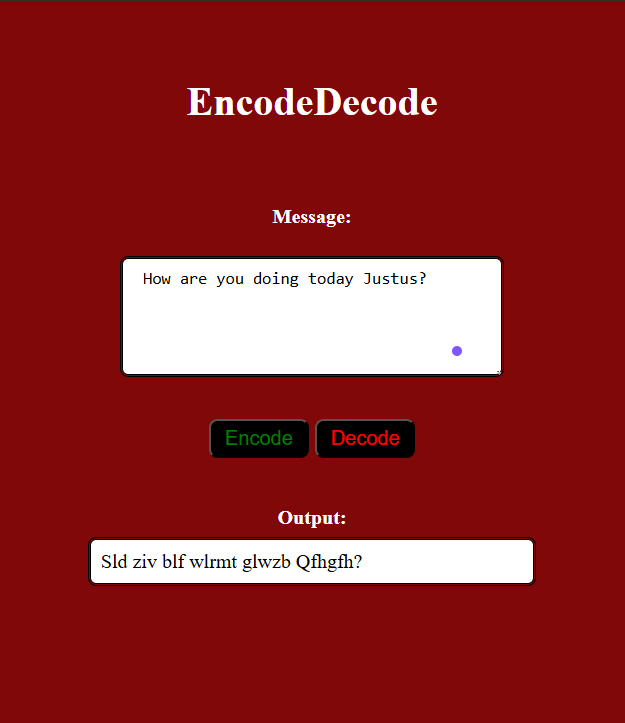 EncodeDecode
Message:
How are you doing today Justus?
Encode Decode
Output:
Sld ziv blf wlrmt glwzb Qfhgfh?